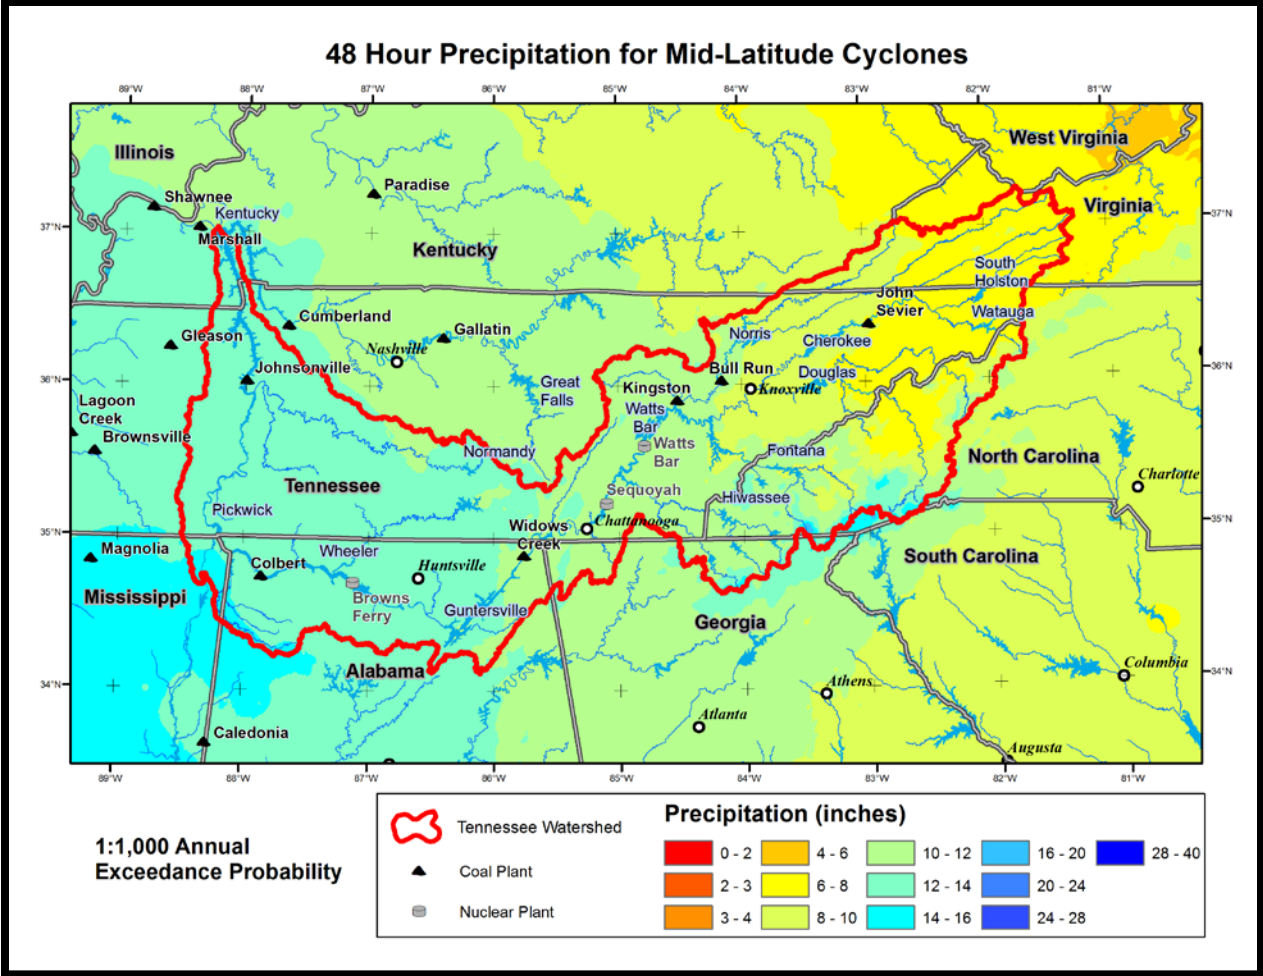 48 Hour Precipitation for Mid-Latitude Cyclones
89°W 88°W 87°W 86°W 85°W 84°W 83°W 82°W 81°W
West Virginia
Illinois
Paradise
Shawnee
Virginia
Kentucky
37°N
37°N
Marshall
Kentucky
South
Holston
John
Sevier
Watauga
Cumberland
Gallatin
Norris
Gleason
Cherokee
Nashville
36°N
36°N
Johnsonville
Bull Run
Douglas
Great
Falls
Kingston
Knoxville
Lagoon
Creek
Watts
Bar
Brownsville
Watts
Bar
Normandy
Fontana
North Carolina
Charlotte
Tennessee
Sequoyah
Hiwassee
Pickwick
Widows
Creek
Chattanooga
35°N
35°N
Magnolia
Wheeler
South Carolina
Colbert
Huntsville
Mississippi
Browns
Ferry
Guntersville
Georgia
Alabama
Columbia
34°N
34°N
Athens
Atlanta
Caledonia
Augusta
89°W 88°W 87°W 86°W 85°W 84°W 83°W 82°W 81°W
1:1,000 Annual
Exceedance Probability
Tennessee Watershed
Coal Plant
Nuclear Plant
Precipitation (inches)
0 - 2 4 - 6 10 - 12 16 - 20 28 - 40
2 - 3 6 - 8 12 - 14 20 - 24
3 - 4 8 - 10 14 - 16 24 - 28